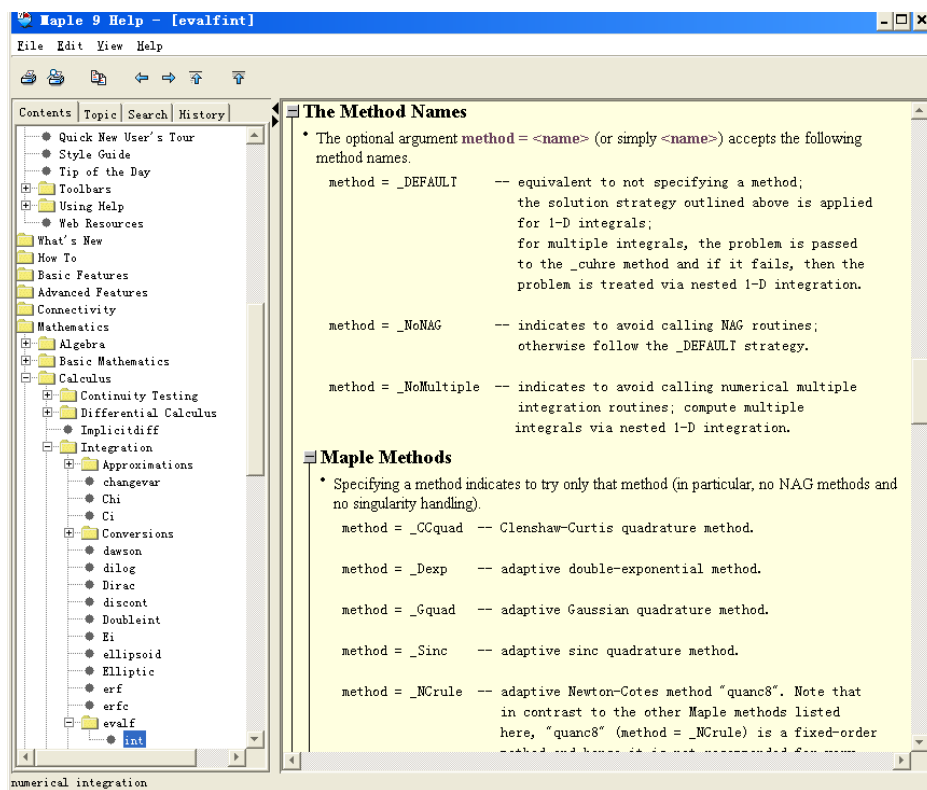 Maple 9 Help - [evalfint]
File Edit View Help
Contents Topic Search History
Quick New User's Tour
Style Guide
Tip of the Day
Toolbars
Using Help
Web Resources
What's New
How To
Basic Features
Advanced Features
Connectivity
Mathematics
Algebra
Basic Mathematics
Calculus
Continuity Testing
Differential Calculus
Implicitdiff
Integration
Approximations
changevar
Chi
Ci
Conversions
dawson
dilog
Dirac
discont
Doubleint
Ei
ellipsoid
Elliptic
erf
erfc
evalf
int
The Method Names
• The optional argument method = <name> (or simply <name>) accepts the following
method names.
method = _DEFAULT -- equivalent to not specifying a method;
the solution strategy outlined above is applied
for 1-D integrals;
for multiple integrals, the problem is passed
to the _cuhre method and if it fails, then the
problem is treated via nested 1-D integration.
method = _NoNAG -- indicates to avoid calling NAG routines;
otherwise follow the _DEFAULT strategy.
method = _NoMultiple -- indicates to avoid calling numerical multiple
integration routines; compute multiple
integrals via nested 1-D integration.
Maple Methods
• Specifying a method indicates to try only that method (in particular, no NAG methods and
no singularity handling).
method = _CCquad -- Clenshaw-Curtis quadrature method.
method = _Dexp -- adaptive double-exponential method.
method = _Gquad -- adaptive Gaussian quadrature method.
method = _Sinc -- adaptive sinc quadrature method.
method = _NCrule -- adaptive Newton-Cotes method "quanc8". Note that
in contrast to the other Maple methods listed
here, "quanc8" (method = _NCrule) is a fixed-order
numerical integration